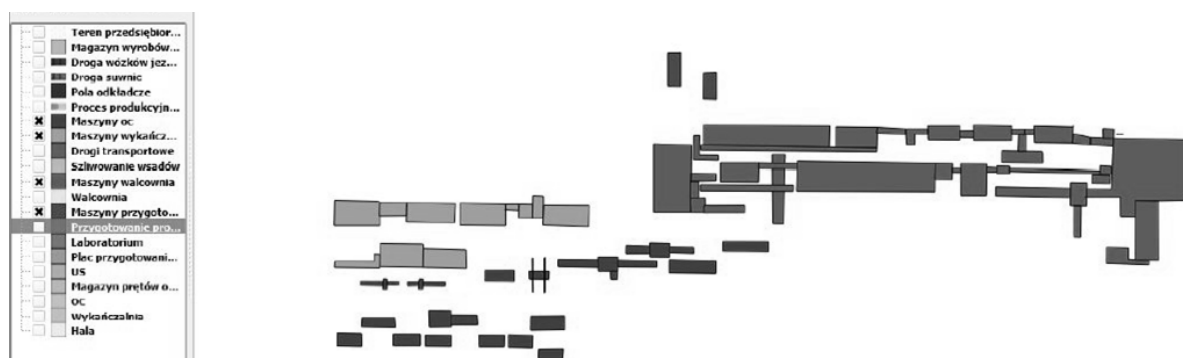 Teren przedsiębior...
Magazyn wyrobów...
Droga wózków jez...
Droga suwnic
Pola odkładcze
Proces produkcyjn...
Maszyny oc
Maszyny wykańcz...
Drogi transportowe
Szliwowanie wsadów
Maszyny walcownia
Walcownia
Maszyny przygoto...
Przygotowanie pro...
Laboratorium
Plac przygotowani...
US
Magazyn prętów o...
OC
Wykańczalnia
Hala